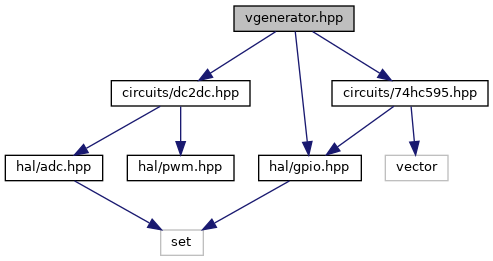 vgenerator.hpp
circuits/dc2dc.hpp
circuits/74hc595.hpp
hal/adc.hpp
hal/pwm.hpp
hal/gpio.hpp
vector
set